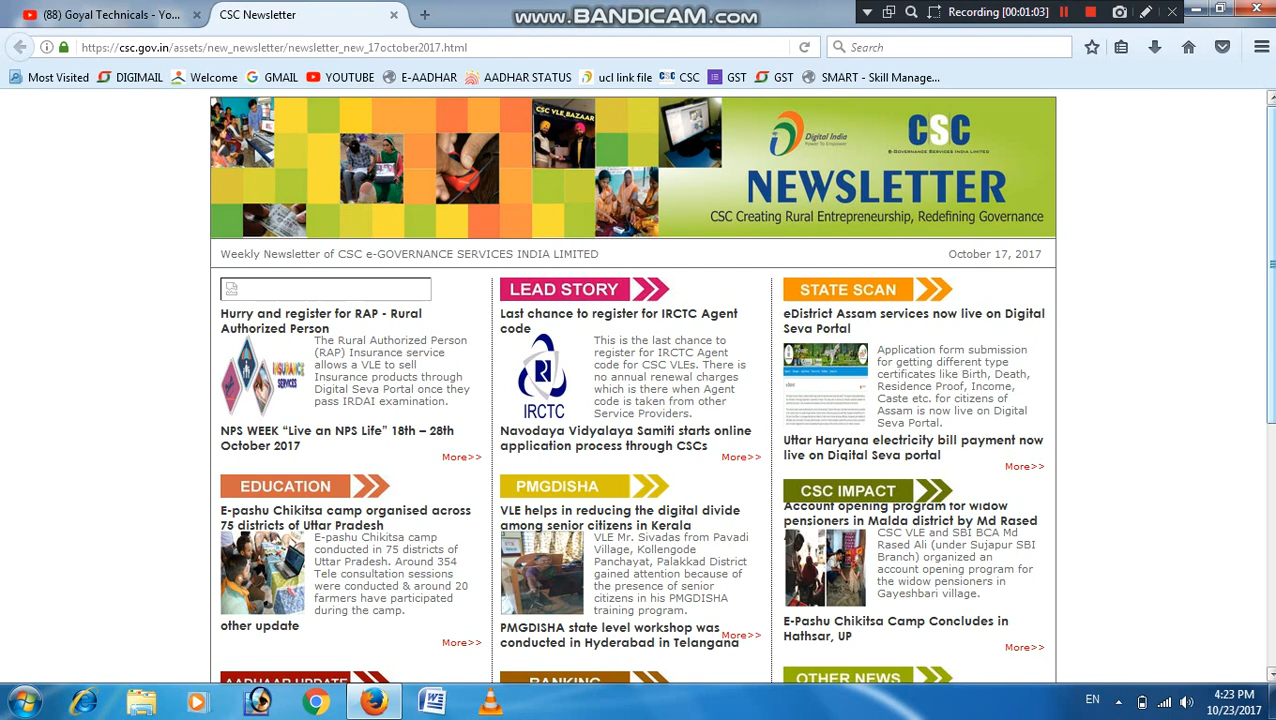 (88) Goyal Technicals - Yo...
CSC Newsletter
www.BANDICAM.com
Recording [00:01:03]
https://csc.gov.in/assets/new_newsletter/newsletter_new_17october2017.html
Search
Most Visited
DIGIMAIL
Welcome
GMAIL
YOUTUBE
E-AADHAR
AADHAR STATUS
ucl link file
CSC
GST
GST
SMART - Skill Manage...
CSC VLE BAZAAR
Digital India
Power To Empower
CSC
e-GOVERNANCE SERVICES INDIA LIMITED
NEWSLETTER
CSC Creating Rural Entrepreneurship, Redefining Governance
Weekly Newsletter of CSC e-GOVERNANCE SERVICES INDIA LIMITED
October 17, 2017
Hurry and register for RAP - Rural
Authorized Person
INSURANCE
SERVICES
The Rural Authorized Person
(RAP) Insurance service
allows a VLE to sell
Insurance products through
Digital Seva Portal once they
pass IRDAI examination.
NPS WEEK “Live an NPS Life” 18th – 28th
October 2017
More>>
LEAD STORY
Last chance to register for IRCTC Agent
code
IRCTC
This is the last chance to
register for IRCTC Agent
code for CSC VLEs. There is
no annual renewal charges
which is there when Agent
code is taken from other
Service Providers.
Navodaya Vidyalaya Samiti starts online
application process through CSCs
More>>
STATE SCAN
eDistrict Assam services now live on Digital
Seva Portal
Application form submission
for getting different type
certificates like Birth, Death,
Residence Proof, Income,
Caste etc. for citizens of
Assam is now live on Digital
Seva Portal.
Uttar Haryana electricity bill payment now
live on Digital Seva portal
More>>
EDUCATION
E-pashu Chikitsa camp organised across
75 districts of Uttar Pradesh
E-pashu Chikitsa camp
conducted in 75 districts of
Uttar Pradesh. Around 354
Tele consultation sessions
were conducted & around 20
farmers have participated
during the camp.
other update
More>>
PMGDISHA
VLE helps in reducing the digital divide
among senior citizens in Kerala
VLE Mr. Sivadas from Pavadi
Village, Kollengode
Panchayat, Palakkad District
gained attention because of
the presence of senior
citizens in his PMGDISHA
training program.
PMGDISHA state level workshop was
conducted in Hyderabad in Telangana
More>>
CSC IMPACT
Account opening program for widow
pensioners in Malda district by Md Rased
CSC VLE and SBI BCA Md
Rased Ali (under Sujapur SBI
Branch) organized an
account opening program for
the widow pensioners in
Gayeshbari village.
E-Pashu Chikitsa Camp Concludes in
Hathsar, UP
More>>
AADHAAR UPDATE
BANKING
OTHER NEWS
EN
4:23 PM
10/23/2017